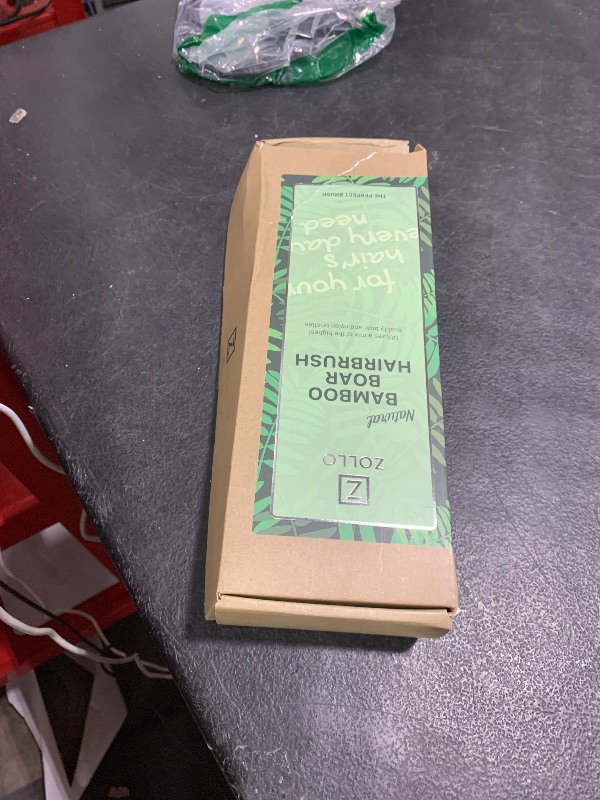 Z
ZOLLO
Natural
BAMBOO
BOAR
HAIRBRUSH
Utilizes a mix of the highest
quality boar and nylon bristles
for your
hair's
every day
need
THE PERFECT BRUSH
Z